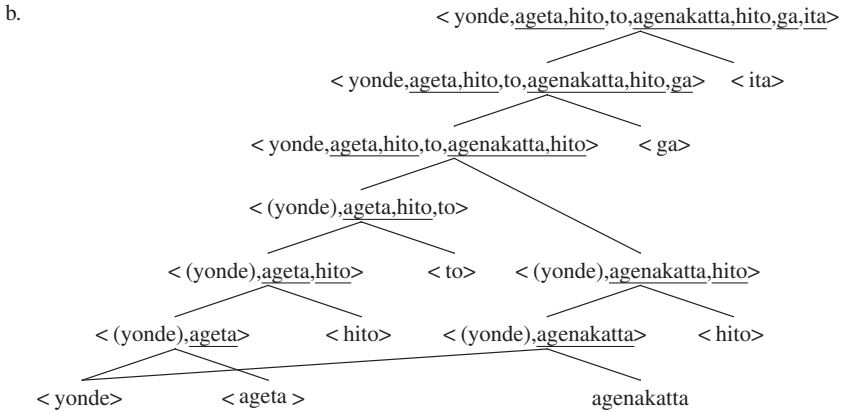 b.
< yonde,ageta,hito,to,agenakatta,hito,ga,ita>
< yonde,ageta,hito,to,agenakatta,hito,ga> < ita>
< yonde,ageta,hito,to,agenakatta,hito> < ga>
< (yonde),ageta,hito,to>
< (yonde),ageta,hito> < to> < (yonde),agenakatta,hito>
< (yonde),ageta> < hito> < (yonde),agenakatta> < hito>
< yonde> < ageta > agenakatta